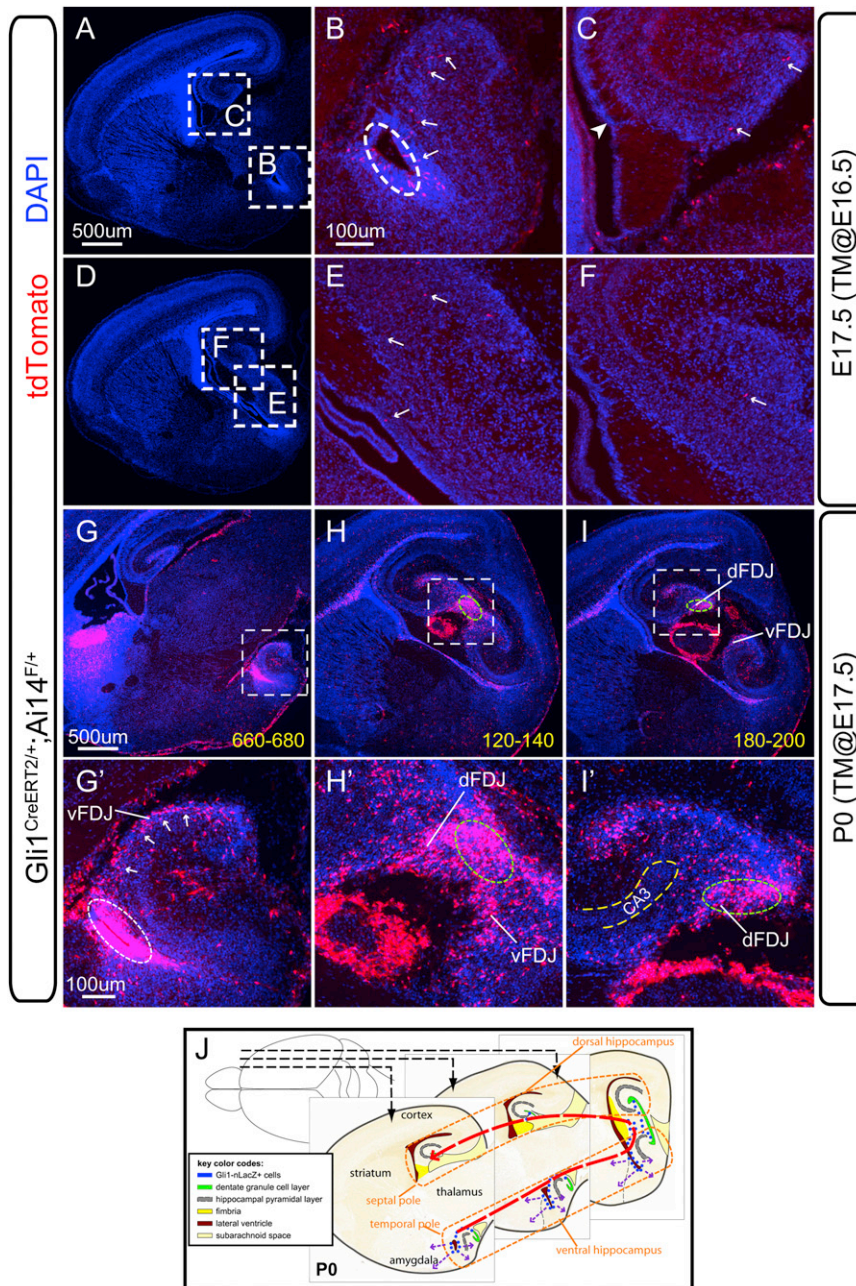 Gli1CreERT2/+;Ai14F/+
tdTomato DAPI
A
C
B
500um
B
100um
C
E17.5 (TM@E16.5)
D
F
E
E
F
G
500um
660-680
H
120-140
I
dFDJ
vFDJ
180-200
P0 (TM@E17.5)
G'
vFDJ
100um
H'
dFDJ
vFDJ
I'
CA3
dFDJ
J
dorsal hippocampus
cortex
striatum
septal pole
thalamus
temporal pole
amygdala
ventral hippocampus
P0
key color codes:
Gli1-nLacZ+ cells
dentate granule cell layer
hippocampal pyramidal layer
fimbria
lateral ventricle
subarachnoid space